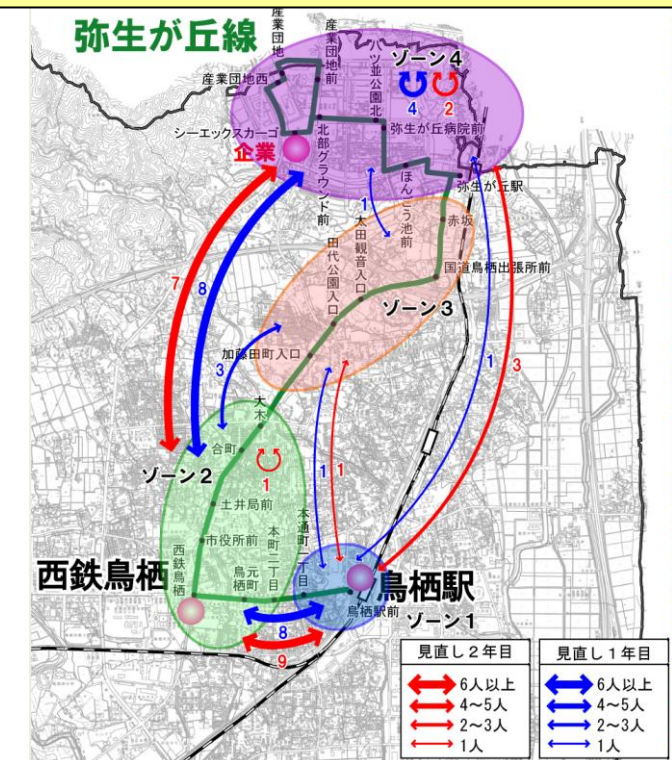 弥生が丘線
産業団地
産業団地前
産業団地西
八ツ並公園北
ゾーン4
4
2
シーエックスカーゴ
企業
北部グラウンド前
弥生が丘病院前
ほんごう池前
弥生が丘駅
1
赤坂
太田観音入口
国道鳥栖出張所前
田代公園入口
7
8
ゾーン3
加藤田町入口
3
1
3
大木
合町
1
1
1
ゾーン2
土井局前
市役所前
西鉄鳥栖
本町二丁目
本通町一丁目
鳥栖元町
西鉄鳥栖
鳥栖駅
鳥栖駅前
ゾーン1
8
9
見直し2年目
6人以上
4~5人
2~3人
1人
見直し1年目
6人以上
4~5人
2~3人
1人